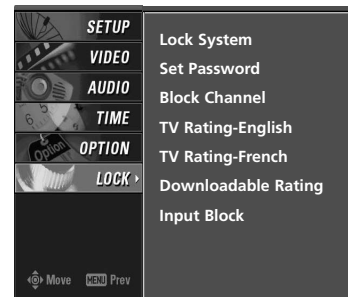 SETUP
VIDEO
AUDIO
TIME
OPTION
LOCK
Move MENU Prev
Lock System
Set Password
Block Channel
TV Rating-English
TV Rating-French
Downloadable Rating
Input Block